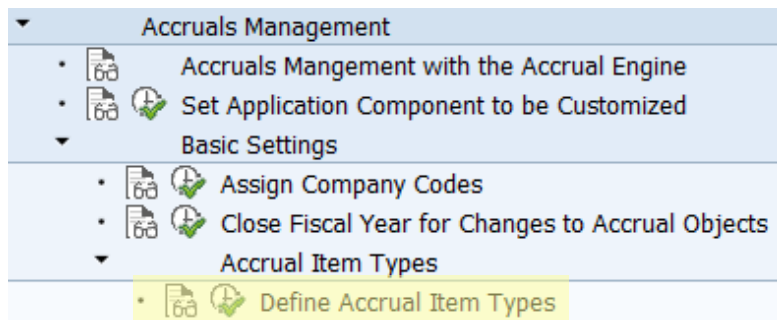 Accruals Management
Accruals Mangement with the Accrual Engine
Set Application Component to be Customized
Basic Settings
Assign Company Codes
Close Fiscal Year for Changes to Accrual Objects
Accrual Item Types
Define Accrual Item Types